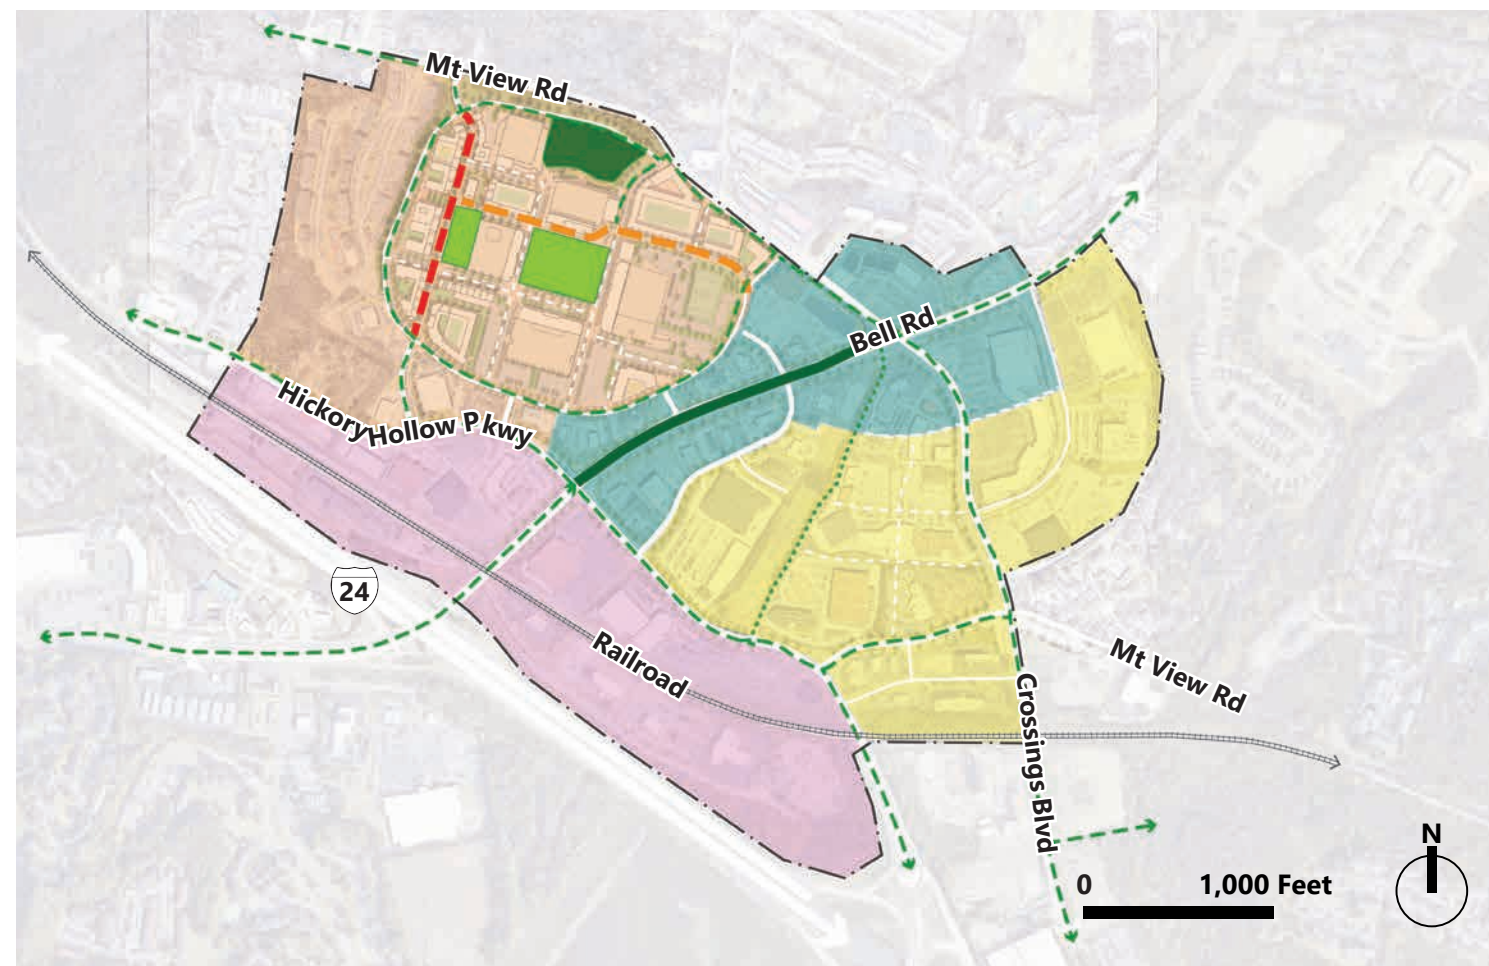 Mt View Rd
Bell Rd
Hickory Hollow Pkwy
24
Railroad
Mt View Rd
Crossings Blvd
N
0 1,000 Feet